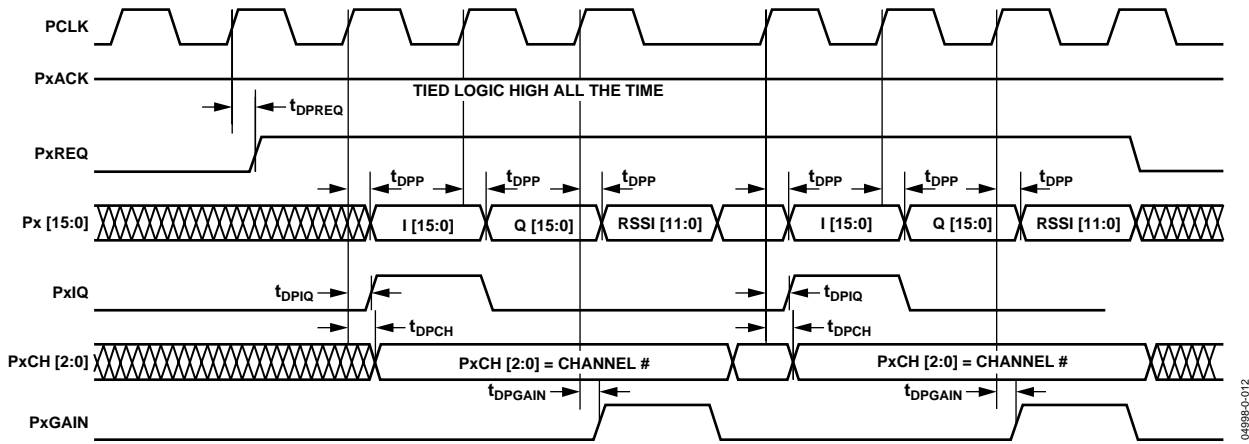 PCLK
PxACK
TIED LOGIC HIGH ALL THE TIME
tDPREQ
PxREQ
tDPP tDPP tDPP tDPP tDPP tDPP
Px [15:0] I [15:0] Q [15:0] RSSI [11:0] I [15:0] Q [15:0] RSSI [11:0]
PxIQ
tDPIQ tDPIQ
tDPCH tDPCH
PxCH [2:0] PxCH [2:0] = CHANNEL # PxCH [2:0] = CHANNEL #
tDPGAIN tDPGAIN
PxGAIN
04998-0-012